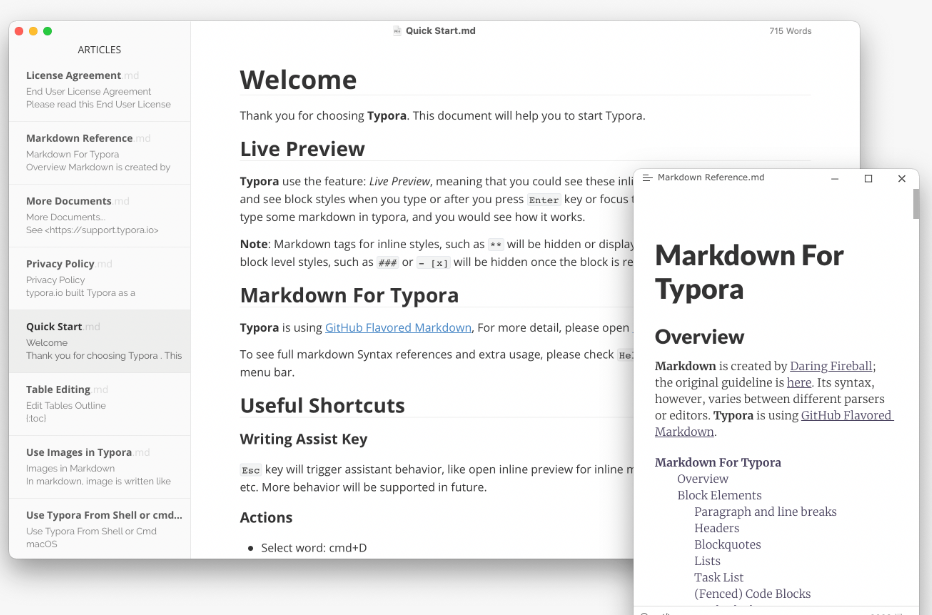 Quick Start.md
715 Words
ARTICLES
License Agreement.md
End User License Agreement
Please read this End User License
Markdown Reference.md
Markdown For Typora
Overview Markdown is created by
More Documents.md
More Documents..
See <https://support.typora.io>
Privacy Policy.md
Privacy Policy
typora.io built Typora as a
Quick Start.md
Welcome
Thank you for choosing Typora . This
Table Editing.md
Edit Tables Outline
[:toc]
Use Images in Typora.md
Images in Markdown
In markdown, image is written like
Use Typora From Shell or cmd...
Use Typora From Shell or Cmd
macOS
Welcome
Thank you for choosing Typora. This document will help you to start Typora.
Live Preview
Typora use the feature: Live Preview, meaning that you could see these inli
and see block styles when you type or after you press Enter key or focus
type some markdown in typora, and you would see how it works.
Note: Markdown tags for inline styles, such as ** will be hidden or display
block level styles, such as ### or - [x] will be hidden once the block is re
Markdown For Typora
Typora is using GitHub Flavored Markdown, For more detail, please open
To see full markdown Syntax references and extra usage, please check Hel
menu bar.
Useful Shortcuts
Writing Assist Key
Esc key will trigger assistant behavior, like open inline preview for inline m
etc. More behavior will be supported in future.
Actions
• Select word: cmd+D
Markdown Reference.md
Markdown For
Typora
Overview
Markdown is created by Daring Fireball;
the original guideline is here. Its syntax,
however, varies between different parsers
or editors. Typora is using GitHub Flavored
Markdown.
Markdown For Typora
Overview
Block Elements
Paragraph and line breaks
Headers
Blockquotes
Lists
Task List
(Fenced) Code Blocks